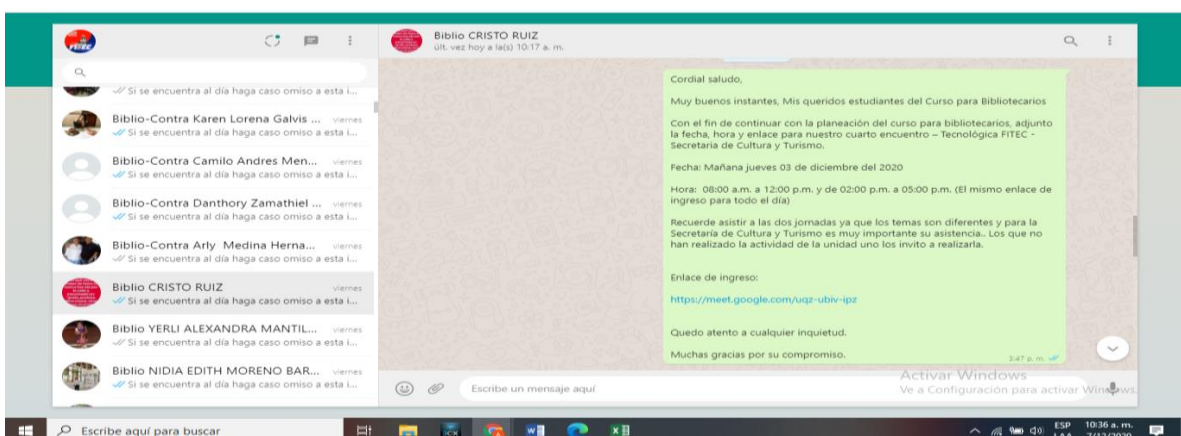 FITEC
Si se encuentra al día haga caso omiso a esta i...
Biblio-Contra Karen Lorena Galvis ... viernes
Si se encuentra al día haga caso omiso a esta i...
Biblio-Contra Camilo Andres Men... viernes
Si se encuentra al día haga caso omiso a esta i...
Biblio-Contra Danthory Zamathiel ... viernes
Si se encuentra al día haga caso omiso a esta i...
Biblio-Contra Arly Medina Herna... viernes
Si se encuentra al día haga caso omiso a esta i...
Biblio CRISTO RUIZ viernes
Si se encuentra al día haga caso omiso a esta i...
Biblio YERLI ALEXANDRA MANTIL... viernes
Si se encuentra al día haga caso omiso a esta i...
Biblio NIDIA EDITH MORENO BAR... viernes
Si se encuentra al día haga caso omiso a esta i...
Biblio CRISTO RUIZ
últ. vez hoy a la(s) 10:17 a. m.
Cordial saludo,
Muy buenos instantes, Mis queridos estudiantes del Curso para Bibliotecarios
Con el fin de continuar con la planeación del curso para bibliotecarios, adjunto
la fecha, hora y enlace para nuestro cuarto encuentro – Tecnológica FITEC -
Secretaria de Cultura y Turismo.
Fecha: Mañana jueves 03 de diciembre del 2020
Hora: 08:00 a.m. a 12:00 p.m. y de 02:00 p.m. a 05:00 p.m. (El mismo enlace de
ingreso para todo el día)
Recuerde asistir a las dos jornadas ya que los temas son diferentes y para la
Secretaría de Cultura y Turismo es muy importante su asistencia.. Los que no
han realizado la actividad de la unidad uno los invito a realizarla.
Enlace de ingreso:
https://meet.google.com/uqz-ubiv-ipz
Quedo atento a cualquier inquietud.
Muchas gracias por su compromiso.
3:47 p. m.
Escribe un mensaje aquí
Activar Windows
Ve a Configuración para activar Windows.
Escribe aquí para buscar
ESP 10:36 a. m.
LAA 7/12/2020